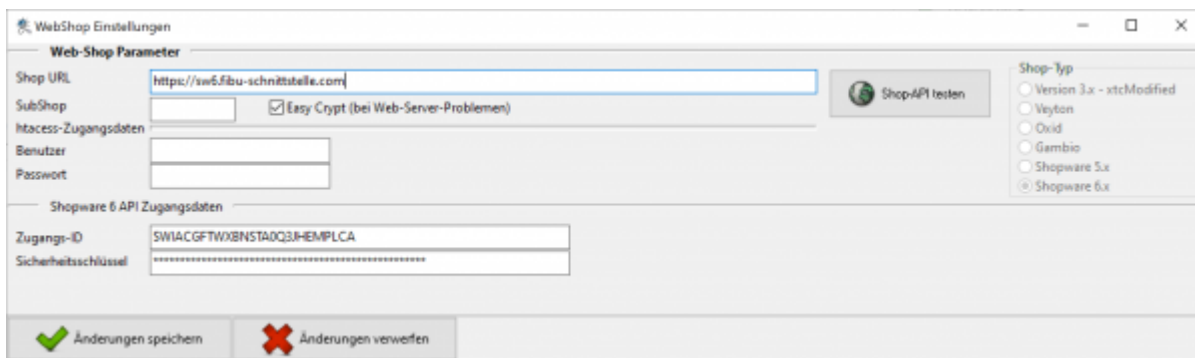 WebShop Einstellungen
Web-Shop Parameter
Shop URL https://sw6.fibu-schnittstelle.com
SubShop Easy Crypt (bei Web-Server-Problemen)
htacess-Zugangsdaten
Benutzer
Passwort
Shop-API testen
Shop-Typ
Version 3.x - xtcModified
Veyton
Oxid
Gambio
Shopware 5.x
Shopware 6.x
Shopware 6 API Zugangsdaten
Zugangs-ID SWIACGFTWXBNSTA0Q3JHEMPLCA
Sicherheitsschlüssel ****************************************************
Änderungen speichern
Änderungen verwerfen